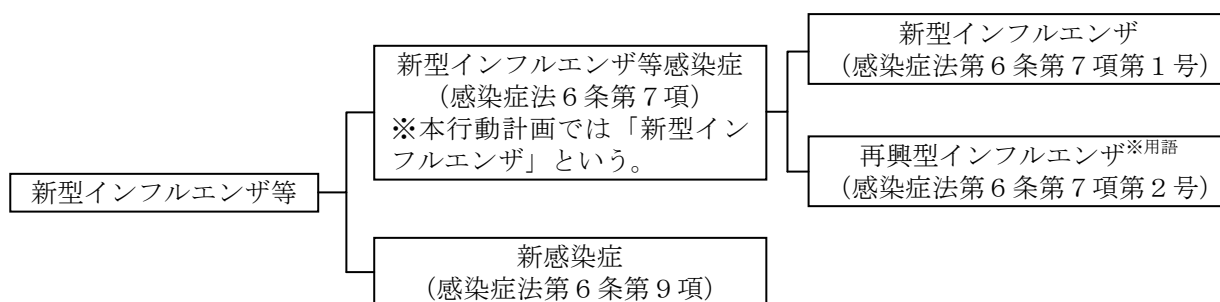 新型インフルエンザ等
新型インフルエンザ等感染症
(感染症法6条第7項)
※本行動計画では「新型イン
フルエンザ」という。
新感染症
(感染症法第6条第9項)
新型インフルエンザ
(感染症法第6条第7項第1号)
再興型インフルエンザ※用語
(感染症法第6条第7項第2号)